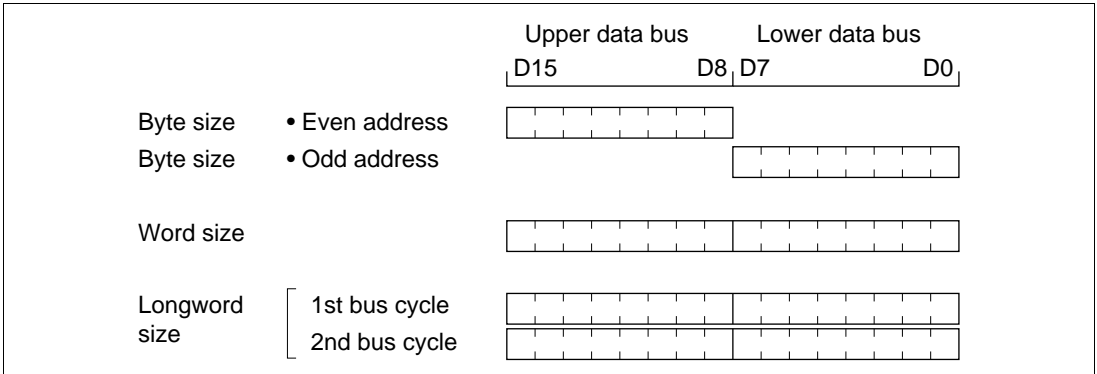 Upper data bus Lower data bus
D15 D8 D7 D0
Byte size • Even address
Byte size • Odd address
Word size
Longword size
1st bus cycle
2nd bus cycle